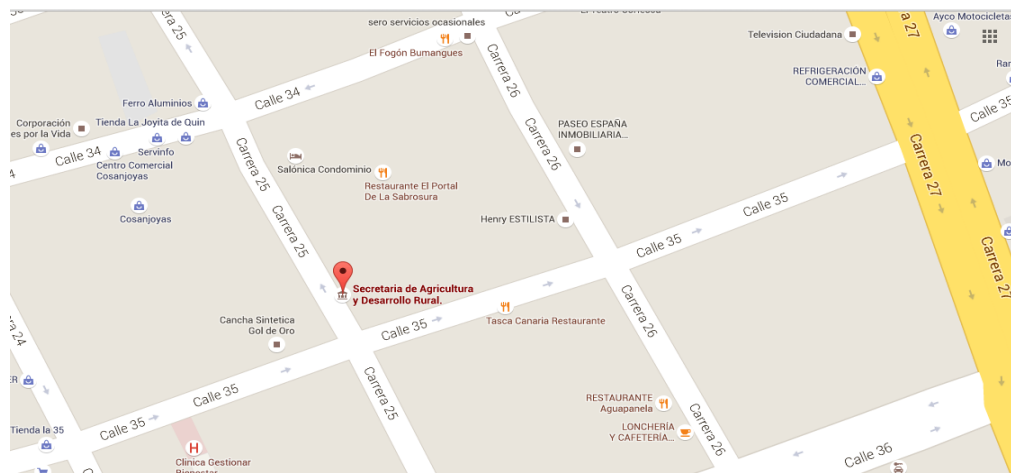 sero servicios ocasionales
El Fogón Bumangues
Television Ciudadana
Ayco Motocicletas
REFRIGERACIÓN
COMERCIAL...
Carrera 25
Carrera 26
27
Carrera 27
Calle 34
Calle 35
Ferro Aluminios
Tienda La Joyita de Quin
Servinfo
Corporación
es por la Vida
Centro Comercial
Cosanjoyas
Calle 34
Cosanjoyas
Salónica Condominio
Restaurante El Portal
De La Sabrosura
PASEO ESPAÑA
INMOBILIARIA...
Henry ESTILISTA
Carrera 25
Carrera 25
Calle 35
Calle 35
Carrera 27
Secretaria de Agricultura
y Desarrollo Rural.
Cancha Sintetica
Gol de Oro
Calle 35
Tasca Canaria Restaurante
Carrera 26
24
Carrera 25
Calle 35
RESTAURANTE
Aguapanela
LONCHERÍA
Y CAFETERÍA...
Carrera 26
Tienda la 35
Clinica Gestionar
Bienestar
Calle 36